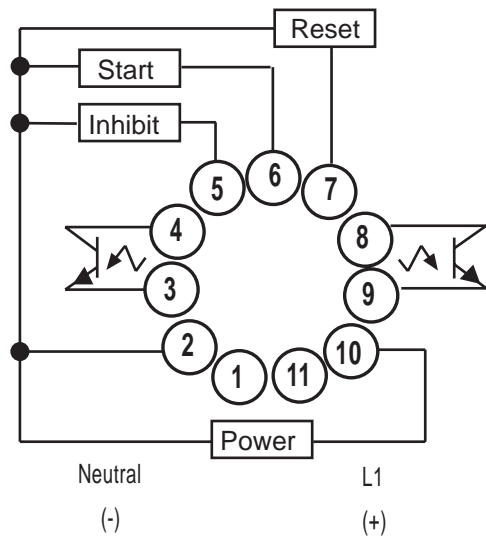 Reset
Start
Inhibit
6
5
7
4
8
3
9
2
10
1
11
Power
Neutral
L1
(-)
(+)